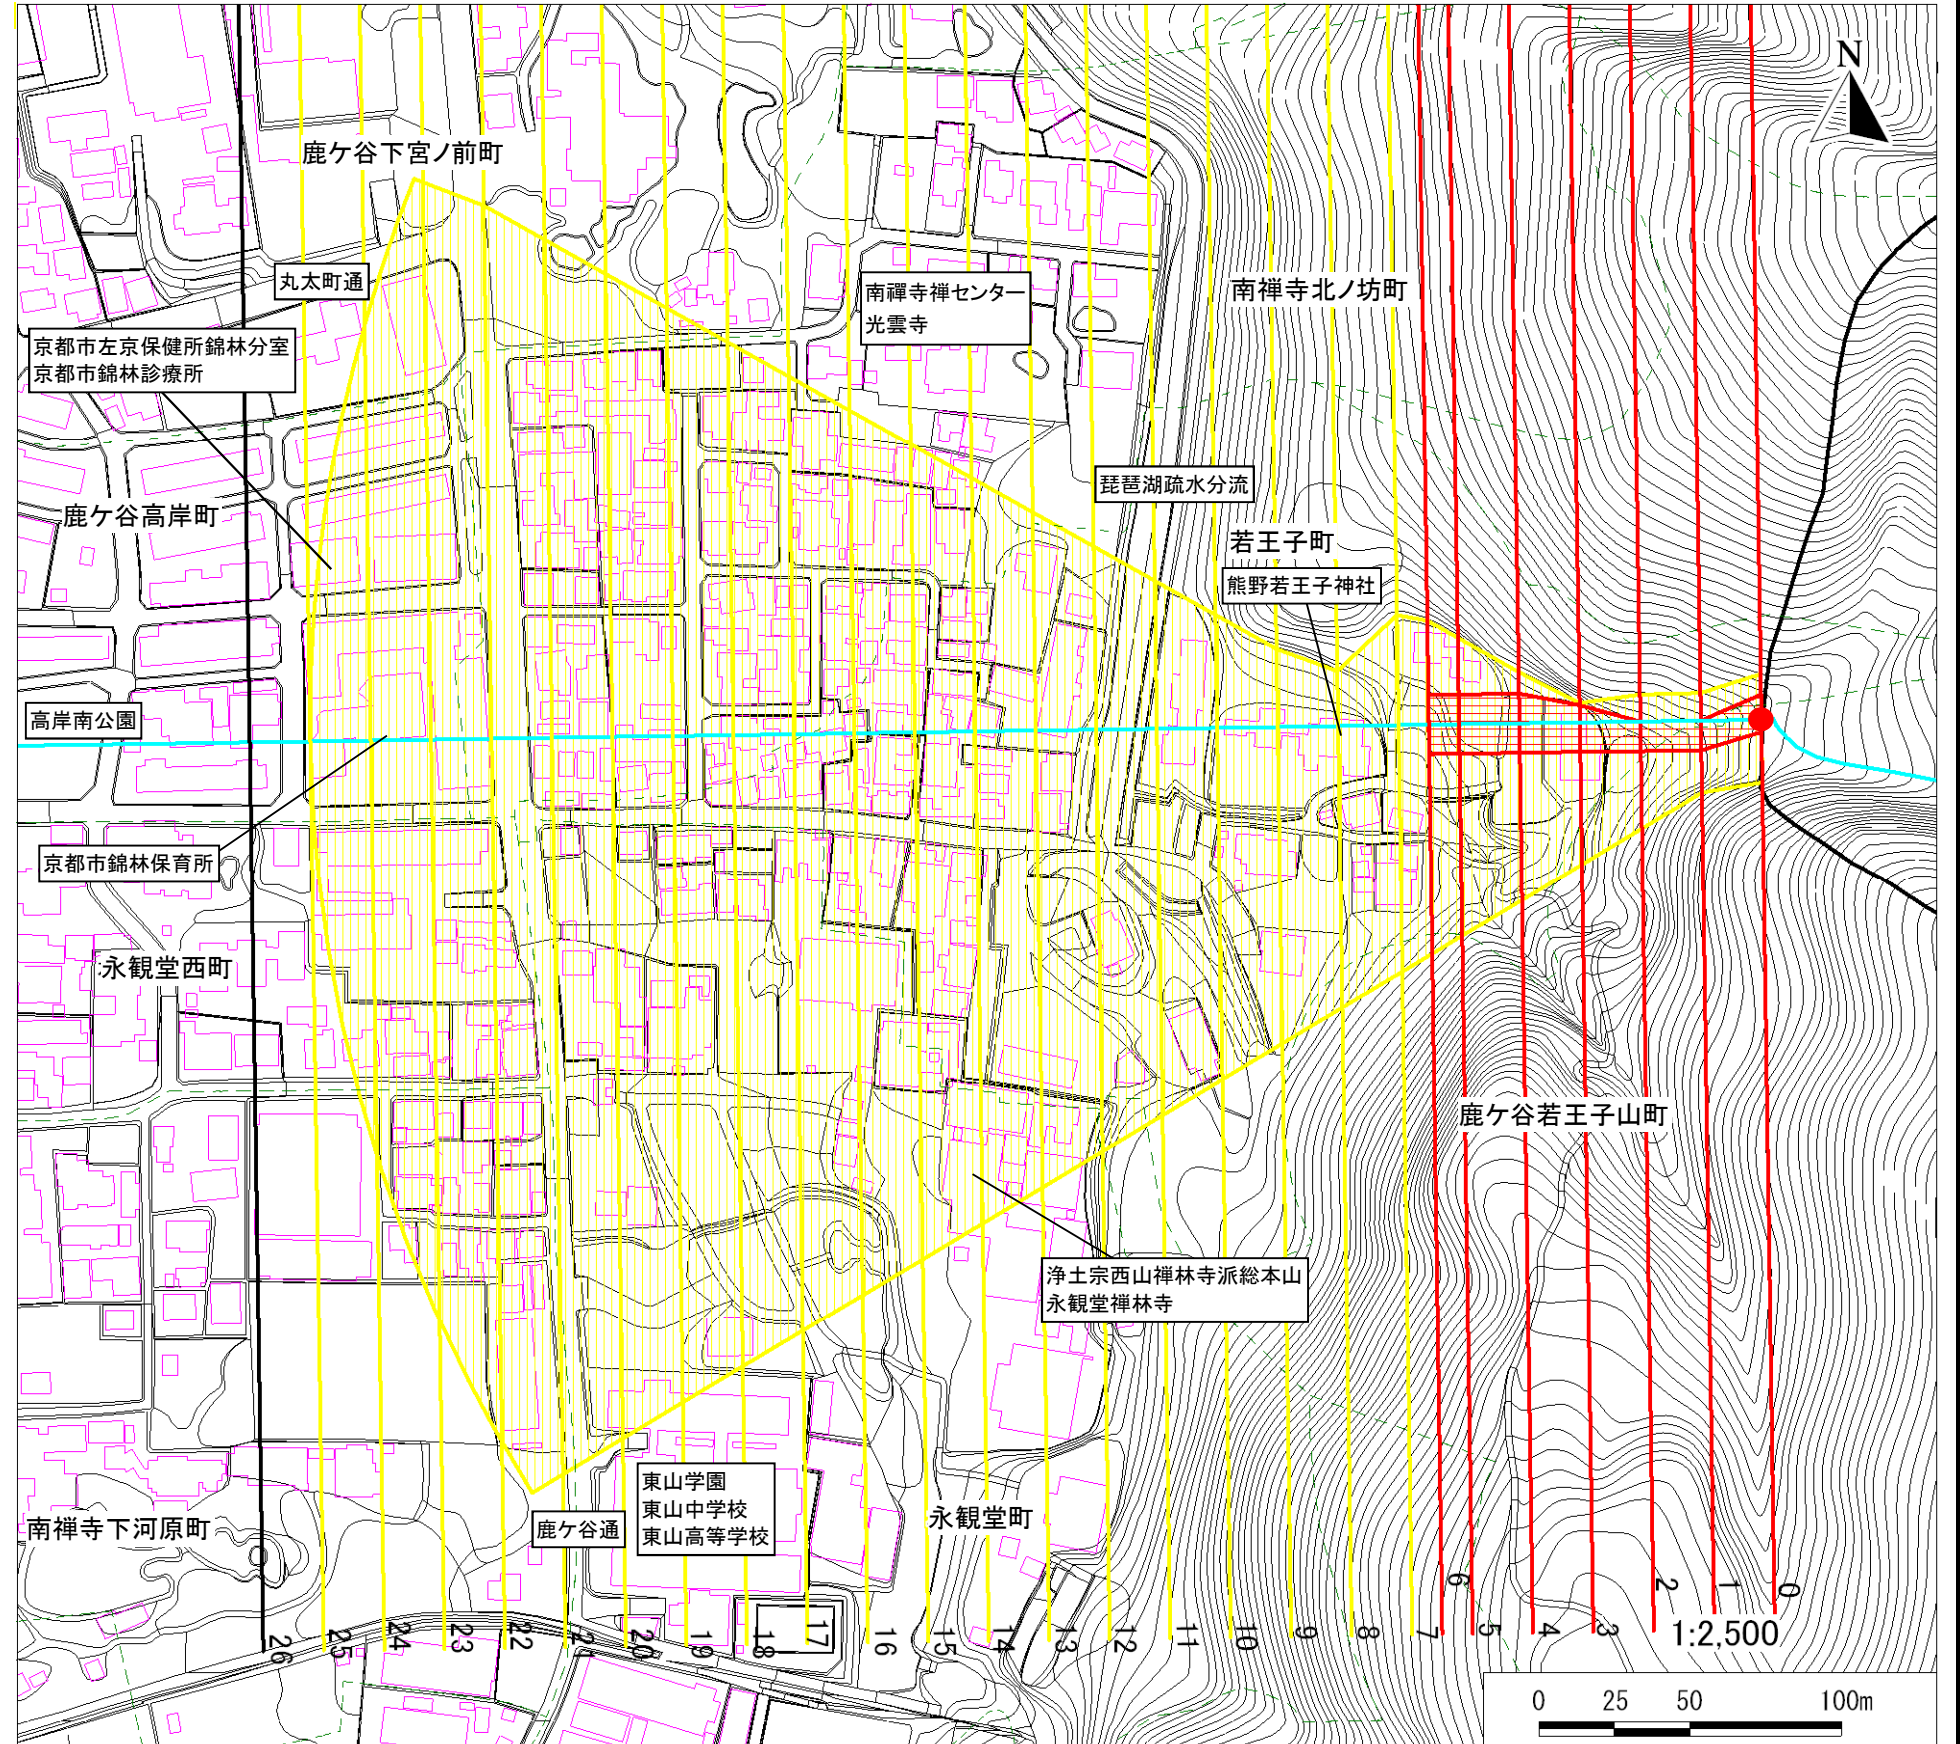 N
鹿ケ谷下宮ノ前町
丸太町通
南禪寺禅センター
光雲寺
南禅寺北ノ坊町
京都市左京保健所錦林分室
京都市錦林診療所
琵琶湖疏水分流
鹿ケ谷高岸町
若王子町
熊野若王子神社
高岸南公園
京都市錦林保育所
永観堂西町
鹿ケ谷若王子山町
浄土宗西山禅林寺派総本山
永観堂禅林寺
東山学園
東山中学校
東山高等学校
鹿ケ谷通
永観堂町
南禅寺下河原町
26
25
24
23
22
21
20
19
18
17
16
15
14
13
12
11
10
9
8
7
6
5
4
3
2
1
0
1:2,500
0 25 50 100m